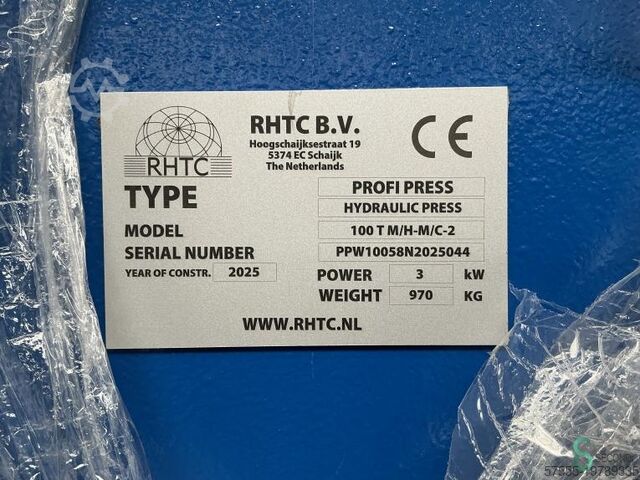 RHTC
RHTC B.V.
Hoogschaijksestraat 19
5374 EC Schaijk
The Netherlands
CE
TYPE
PROFI PRESS
HYDRAULIC PRESS
MODEL
100 T M/H-M/C-2
SERIAL NUMBER
PPW10058N2025044
YEAR OF CONSTR. 2025
POWER 3 kW
WEIGHT 970 KG
WWW.RHTC.NL